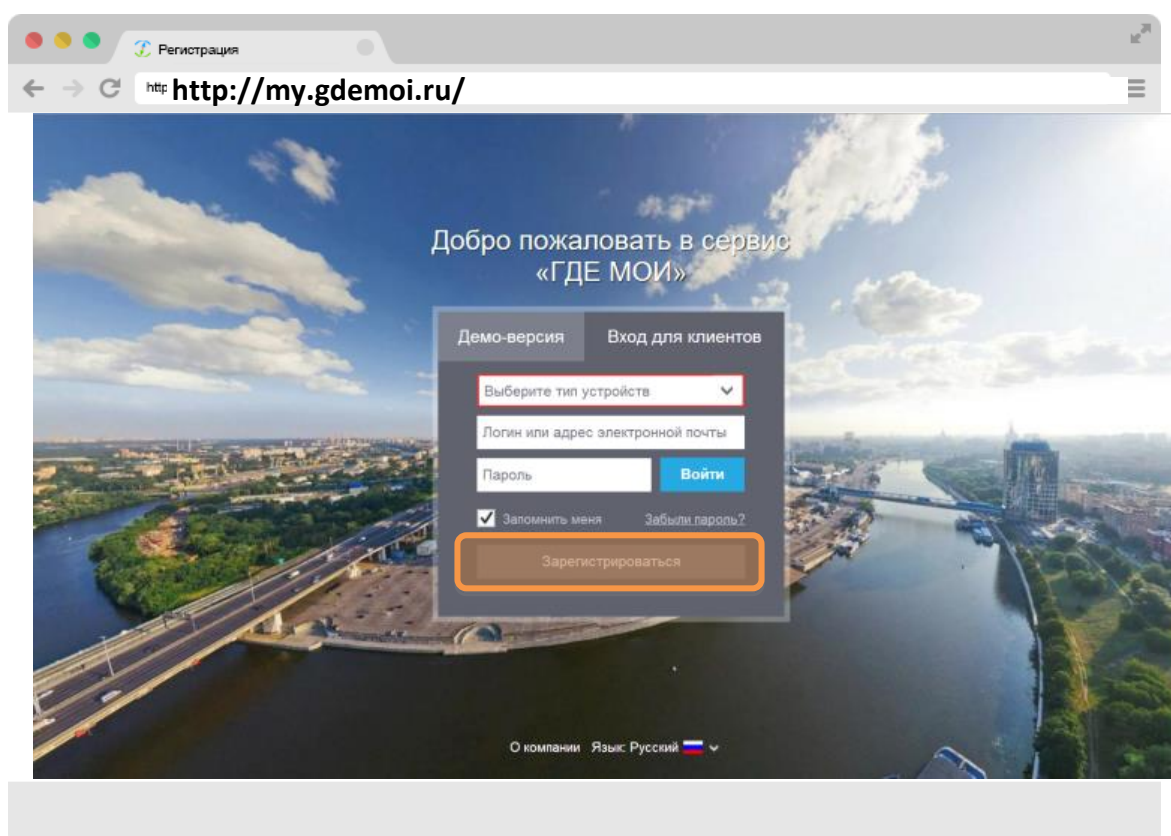 Регистрация
http http://my.gdemoi.ru/
Добро пожаловать в сервис
«ГДЕ МОИ»
Демо-версия Вход для клиентов
Выберите тип устройств
Логин или адрес электронной почты
Пароль Войти
Запомнить меня Забыли пароль?
Зарегистрироваться
О компании Язык: Русский